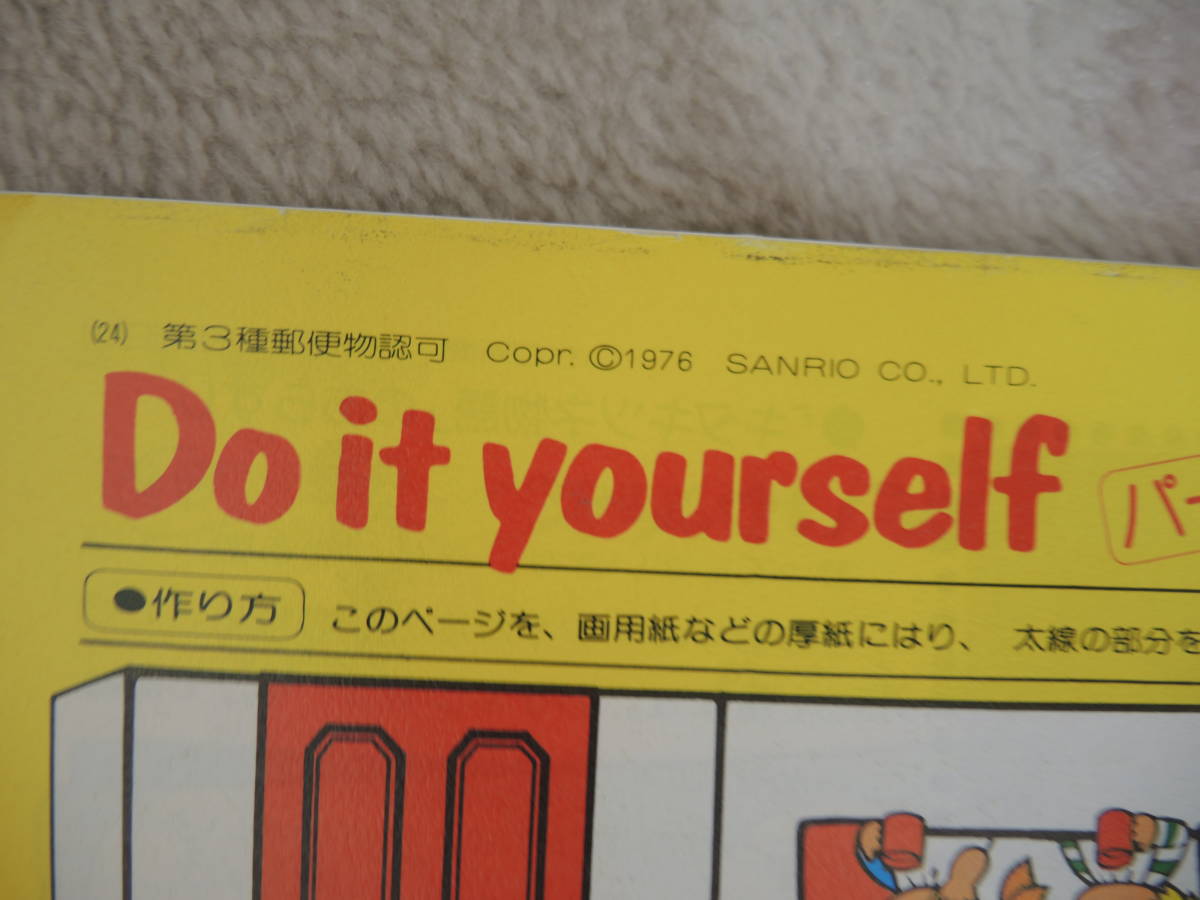 (24) 第3種郵便物認可 Copr. ©1976 SANRIO CO., LTD.
Do it yourself パー
●作り方 このページを、画用紙などの厚紙にはり、 太線の部分を